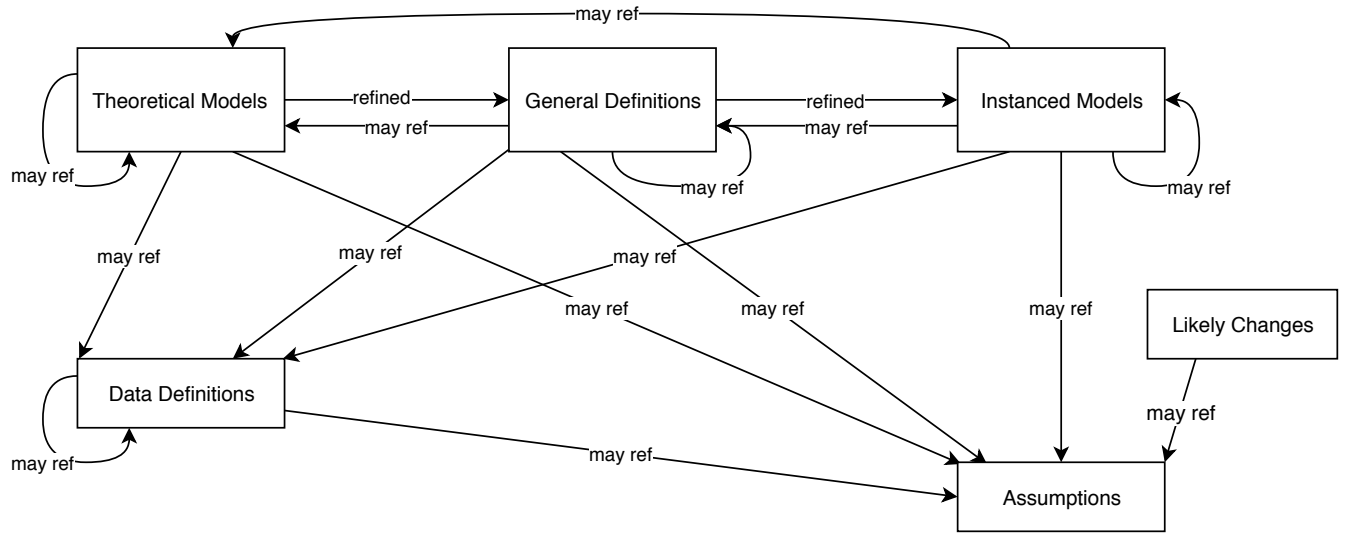 may ref
Theoretical Models
refined
General Definitions
refined
Instanced Models
may ref
may ref
may ref
may ref
may ref
may ref
may ref
may ref
may ref
may ref
may ref
may ref
Likely Changes
Data Definitions
may ref
may ref
may ref
Assumptions